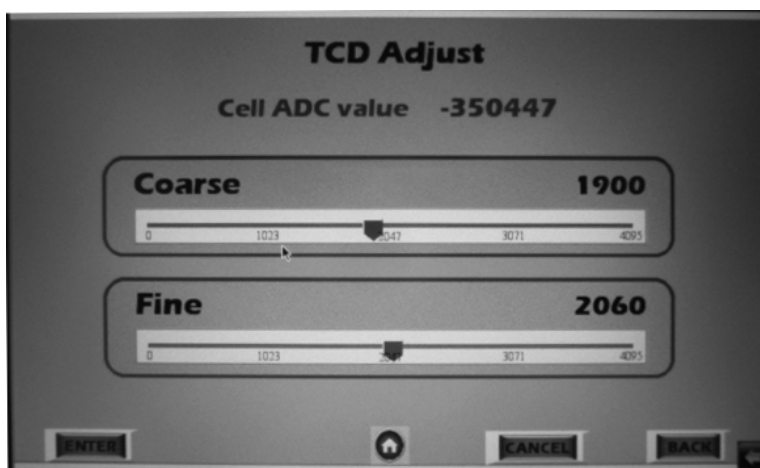 TCD Adjust
Cell ADC value -350447
Coarse 1900
0 1023 2047 3071 4095
Fine 2060
0 1023 2047 3071 4095
ENTER CANCEL BACK